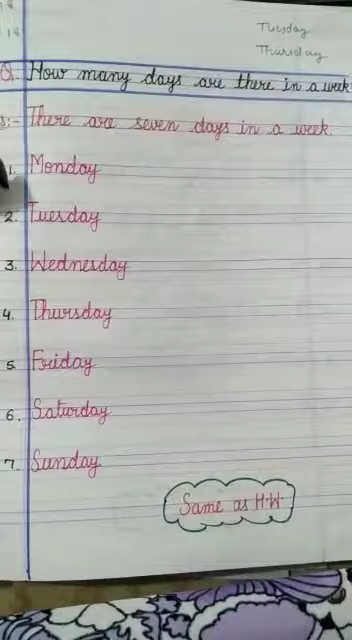 Tuesday
Thursday
Q. How many days are there in a week
:- There are seven days in a week.
1. Monday
2. Tuesday
3. Wednesday
4. Thursday
5. Friday
6. Saturday
7. Sunday
Same as H.W.